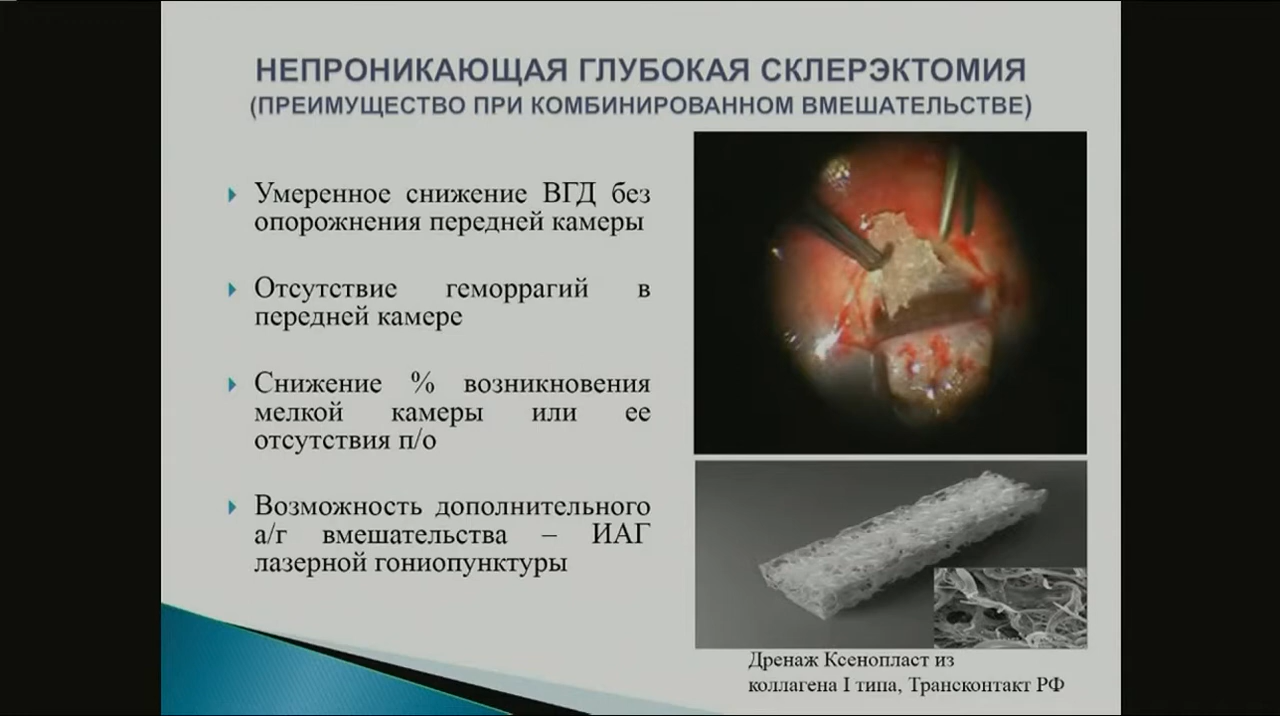 НЕПРОНИКАЮЩАЯ ГЛУБОКАЯ СКЛЕРЭКТОМИЯ
(ПРЕИМУЩЕСТВО ПРИ КОМБИНИРОВАННОМ ВМЕШАТЕЛЬСТВЕ)
Умеренное снижение ВГД без
опорожнения передней камеры
Отсутствие геморрагий в
передней камере
Снижение % возникновения
мелкой камеры или ее
отсутствия п/о
Возможность дополнительного
а/г вмешательства – ИАГ
лазерной гониопунктуры
Дренаж Ксенопласт из
коллагена I типа, Трансконтакт РФ